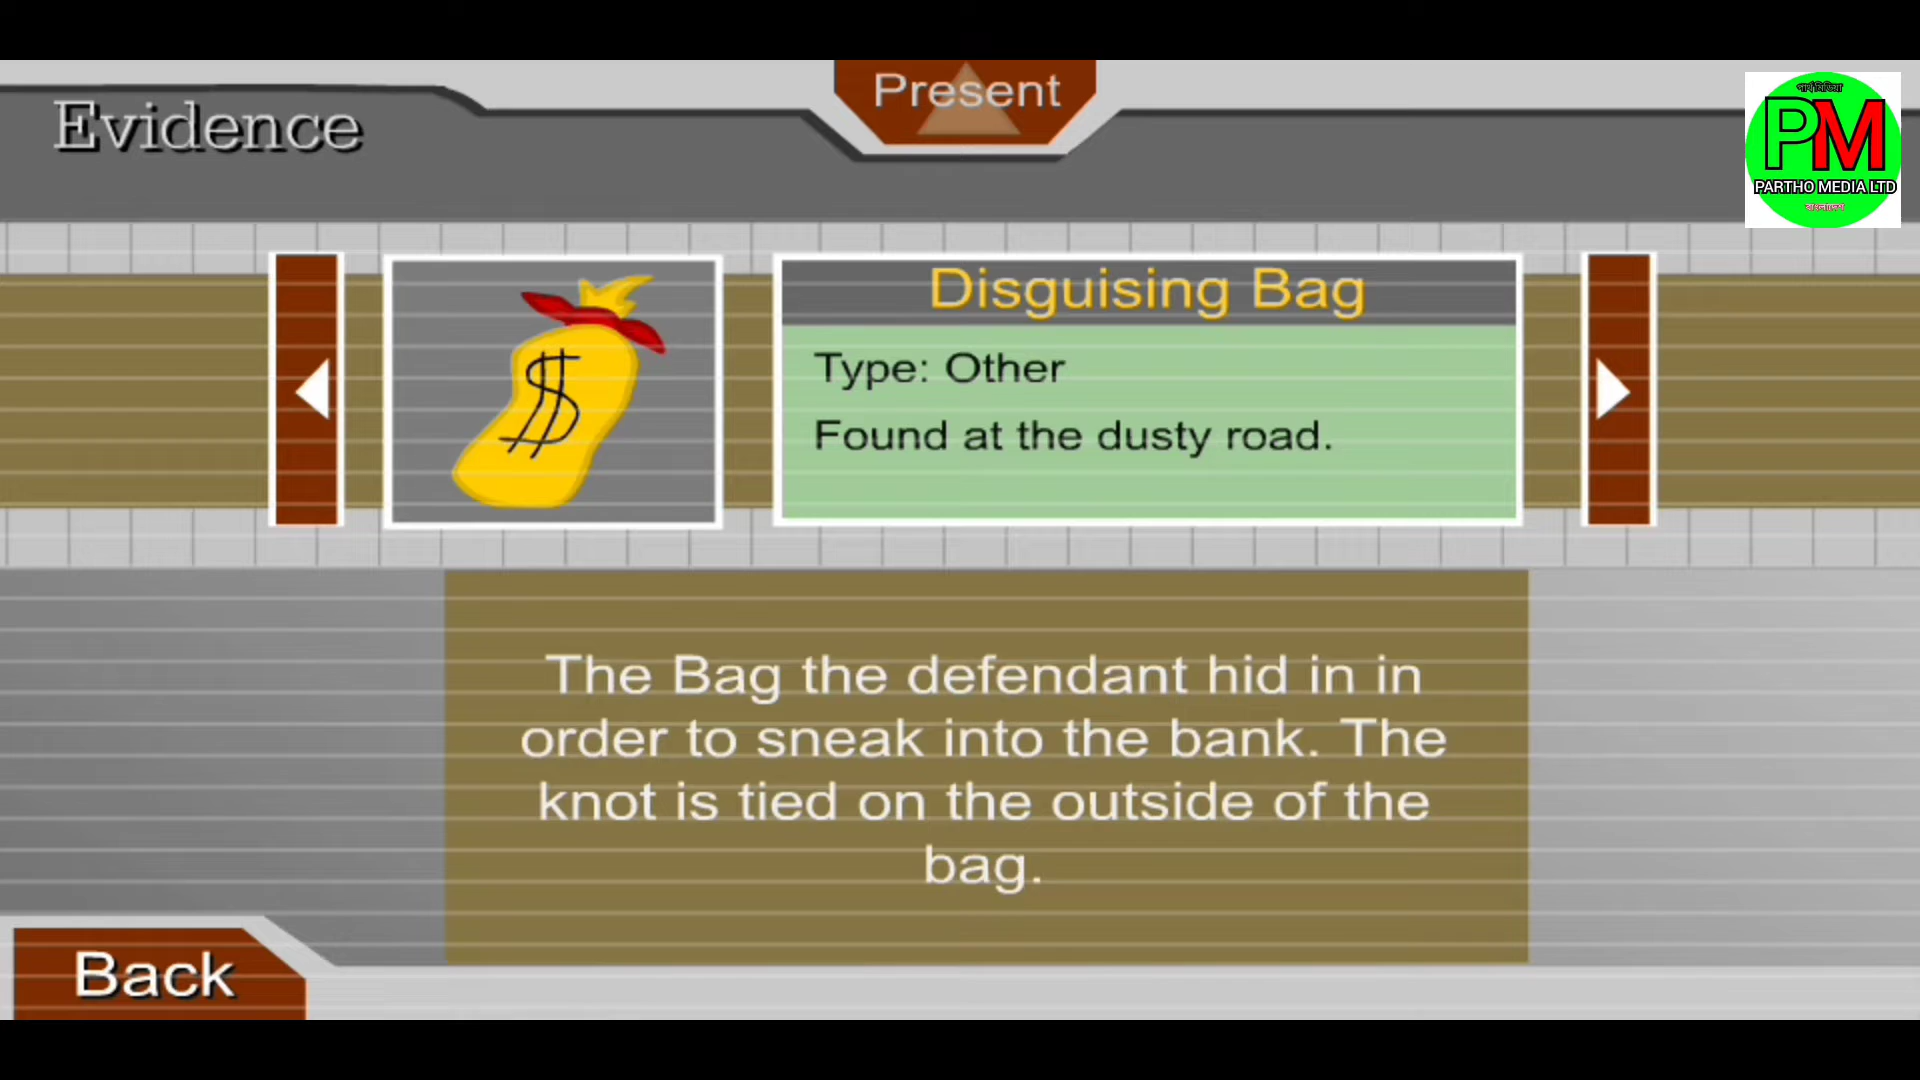 Present
Evidence
পার্থ মিডিয়া
PM
PARTHO MEDIA LTD
বাংলাদেশ
Disguising Bag
Type: Other
Found at the dusty road.
$
The Bag the defendant hid in in
order to sneak into the bank. The
knot is tied on the outside of the
bag.
Back